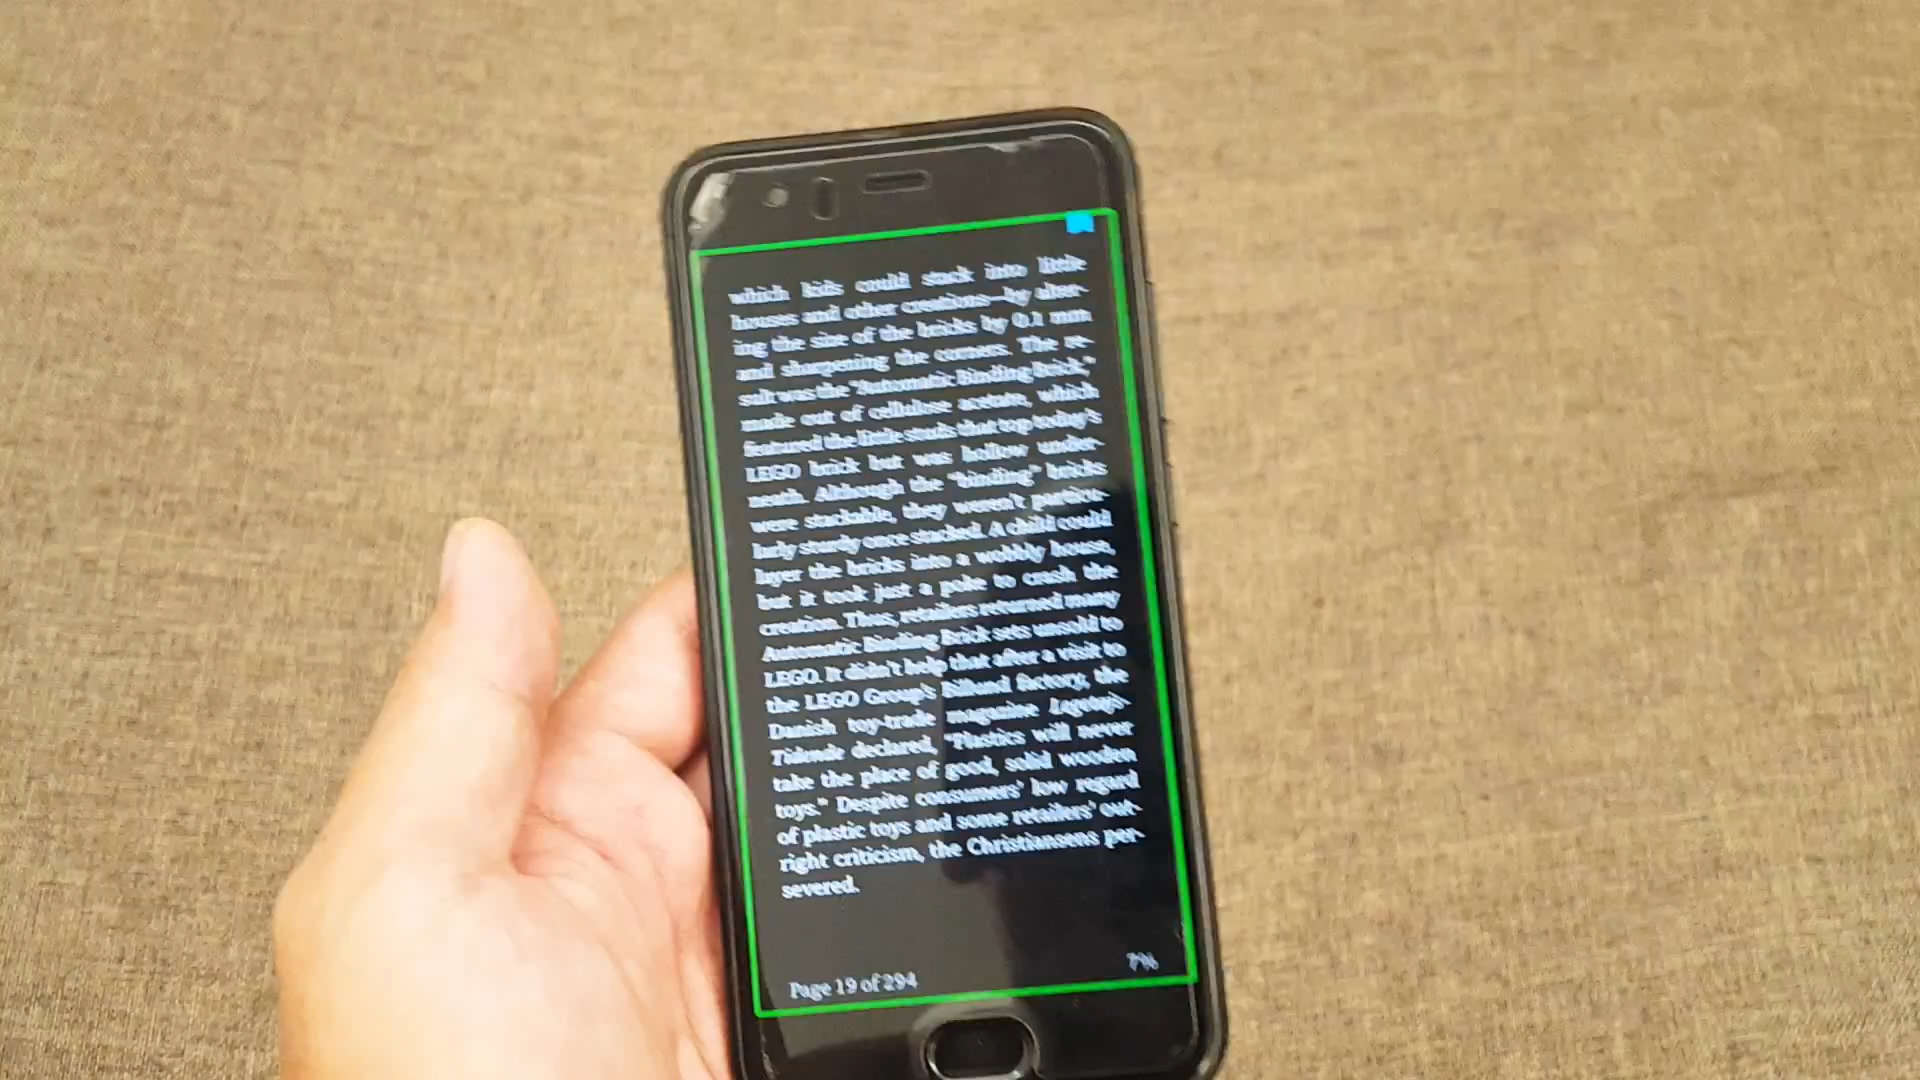 which kids could stack into little
houses and other creations—by alter-
ing the size of the bricks by 0.1 mm
and sharpening the corners. The re-
sult was the "Automatic Binding Brick,"
made out of cellulose acetate, which
featured the little studs that top today's
LEGO brick but was hollow under-
neath. Although the "binding" bricks
were stackable, they weren't particu-
larly sturdy once stacked. A child could
layer the bricks into a wobbly house,
but it took just a poke to crash the
creation. Thus, retailers returned many
Automatic Binding Brick sets unsold to
LEGO. It didn't help that after a visit to
the LEGO Group's Billund factory, the
Danish toy-trade magazine Legetøjs-
Tidende declared, "Plastics will never
take the place of good, solid wooden
toys." Despite consumers' low regard
of plastic toys and some retailers' out-
right criticism, the Christiansens per-
severed.
Page 19 of 294
7%